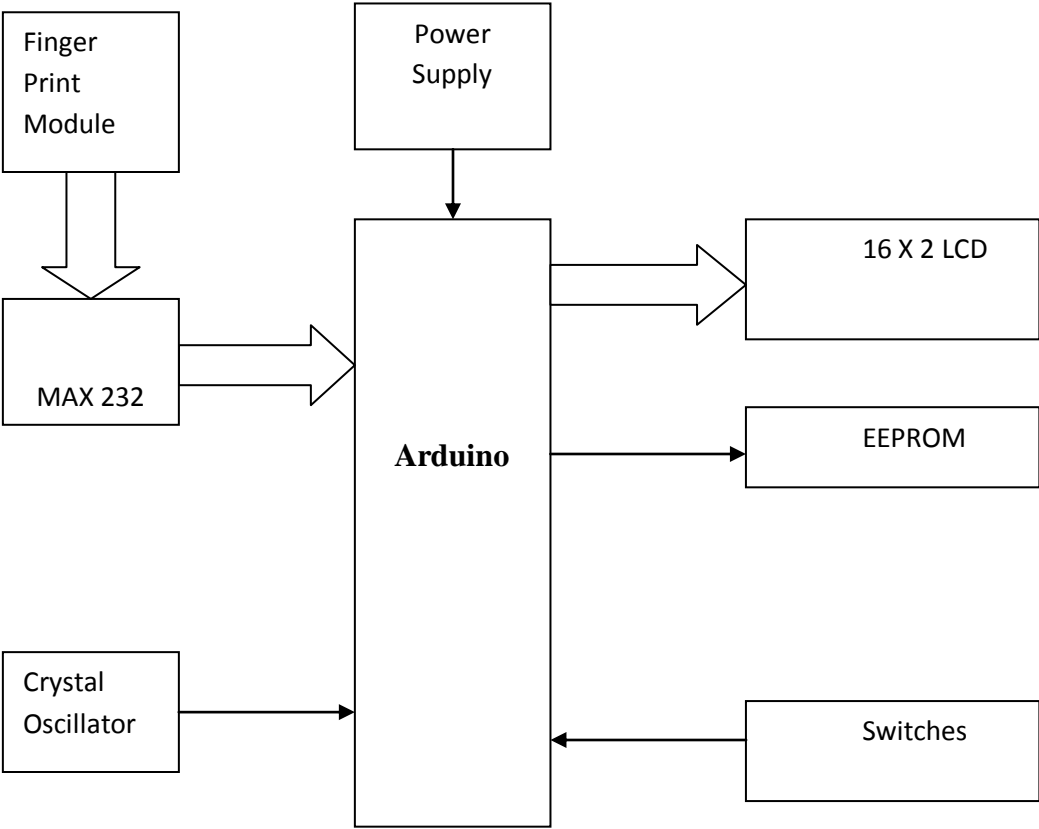 Finger
Print
Module
Power
Supply
16 X 2 LCD
MAX 232
EEPROM
Arduino
Crystal
Oscillator
Switches